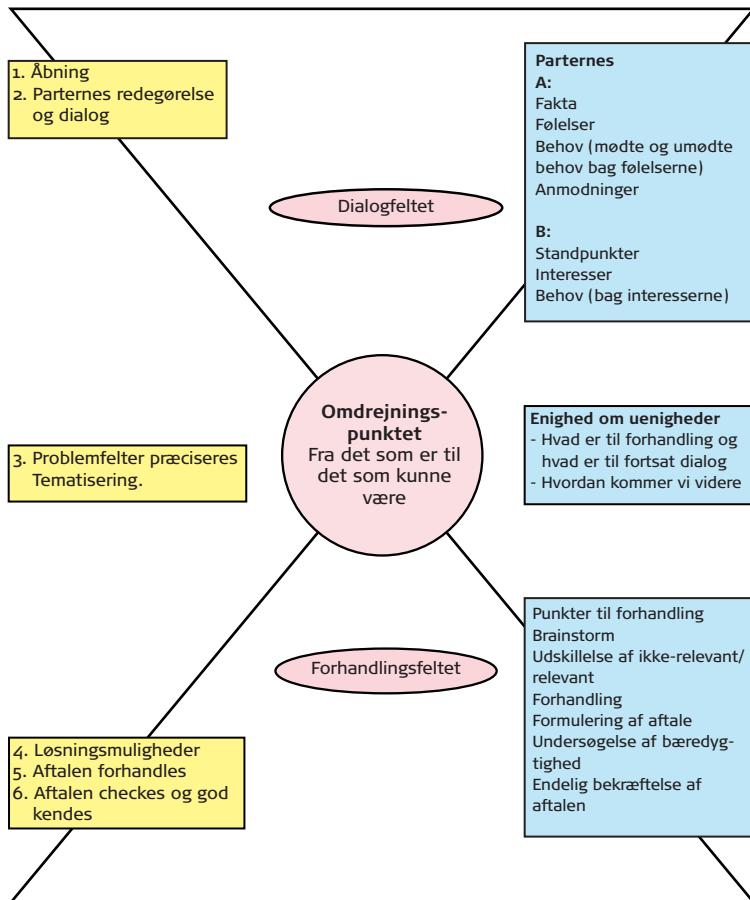 1. Åbning
2. Parternes redegørelse
og dialog
Parternes
A:
Fakta
Følelser
Behov (mødte og umødte
behov bag følelserne)
Anmodninger
B:
Standpunkter
Interesser
Behov (bag interesserne)
Dialogfeltet
Omdrejnings-
punktet
Fra det som er til
det som kunne
være
3. Problemfelter præciseres
Tematisering.
Enighed om uenigheder
- Hvad er til forhandling og
hvad er til fortsat dialog
- Hvordan kommer vi videre
Forhandlingsfeltet
4. Løsningsmuligheder
5. Aftalen forhandles
6. Aftalen checkes og god
kendes
Punkter til forhandling
Brainstorm
Udskillelse af ikke-relevant/
relevant
Forhandling
Formulering af aftale
Undersøgelse af bæredyg-
tighed
Endelig bekræftelse af
aftalen